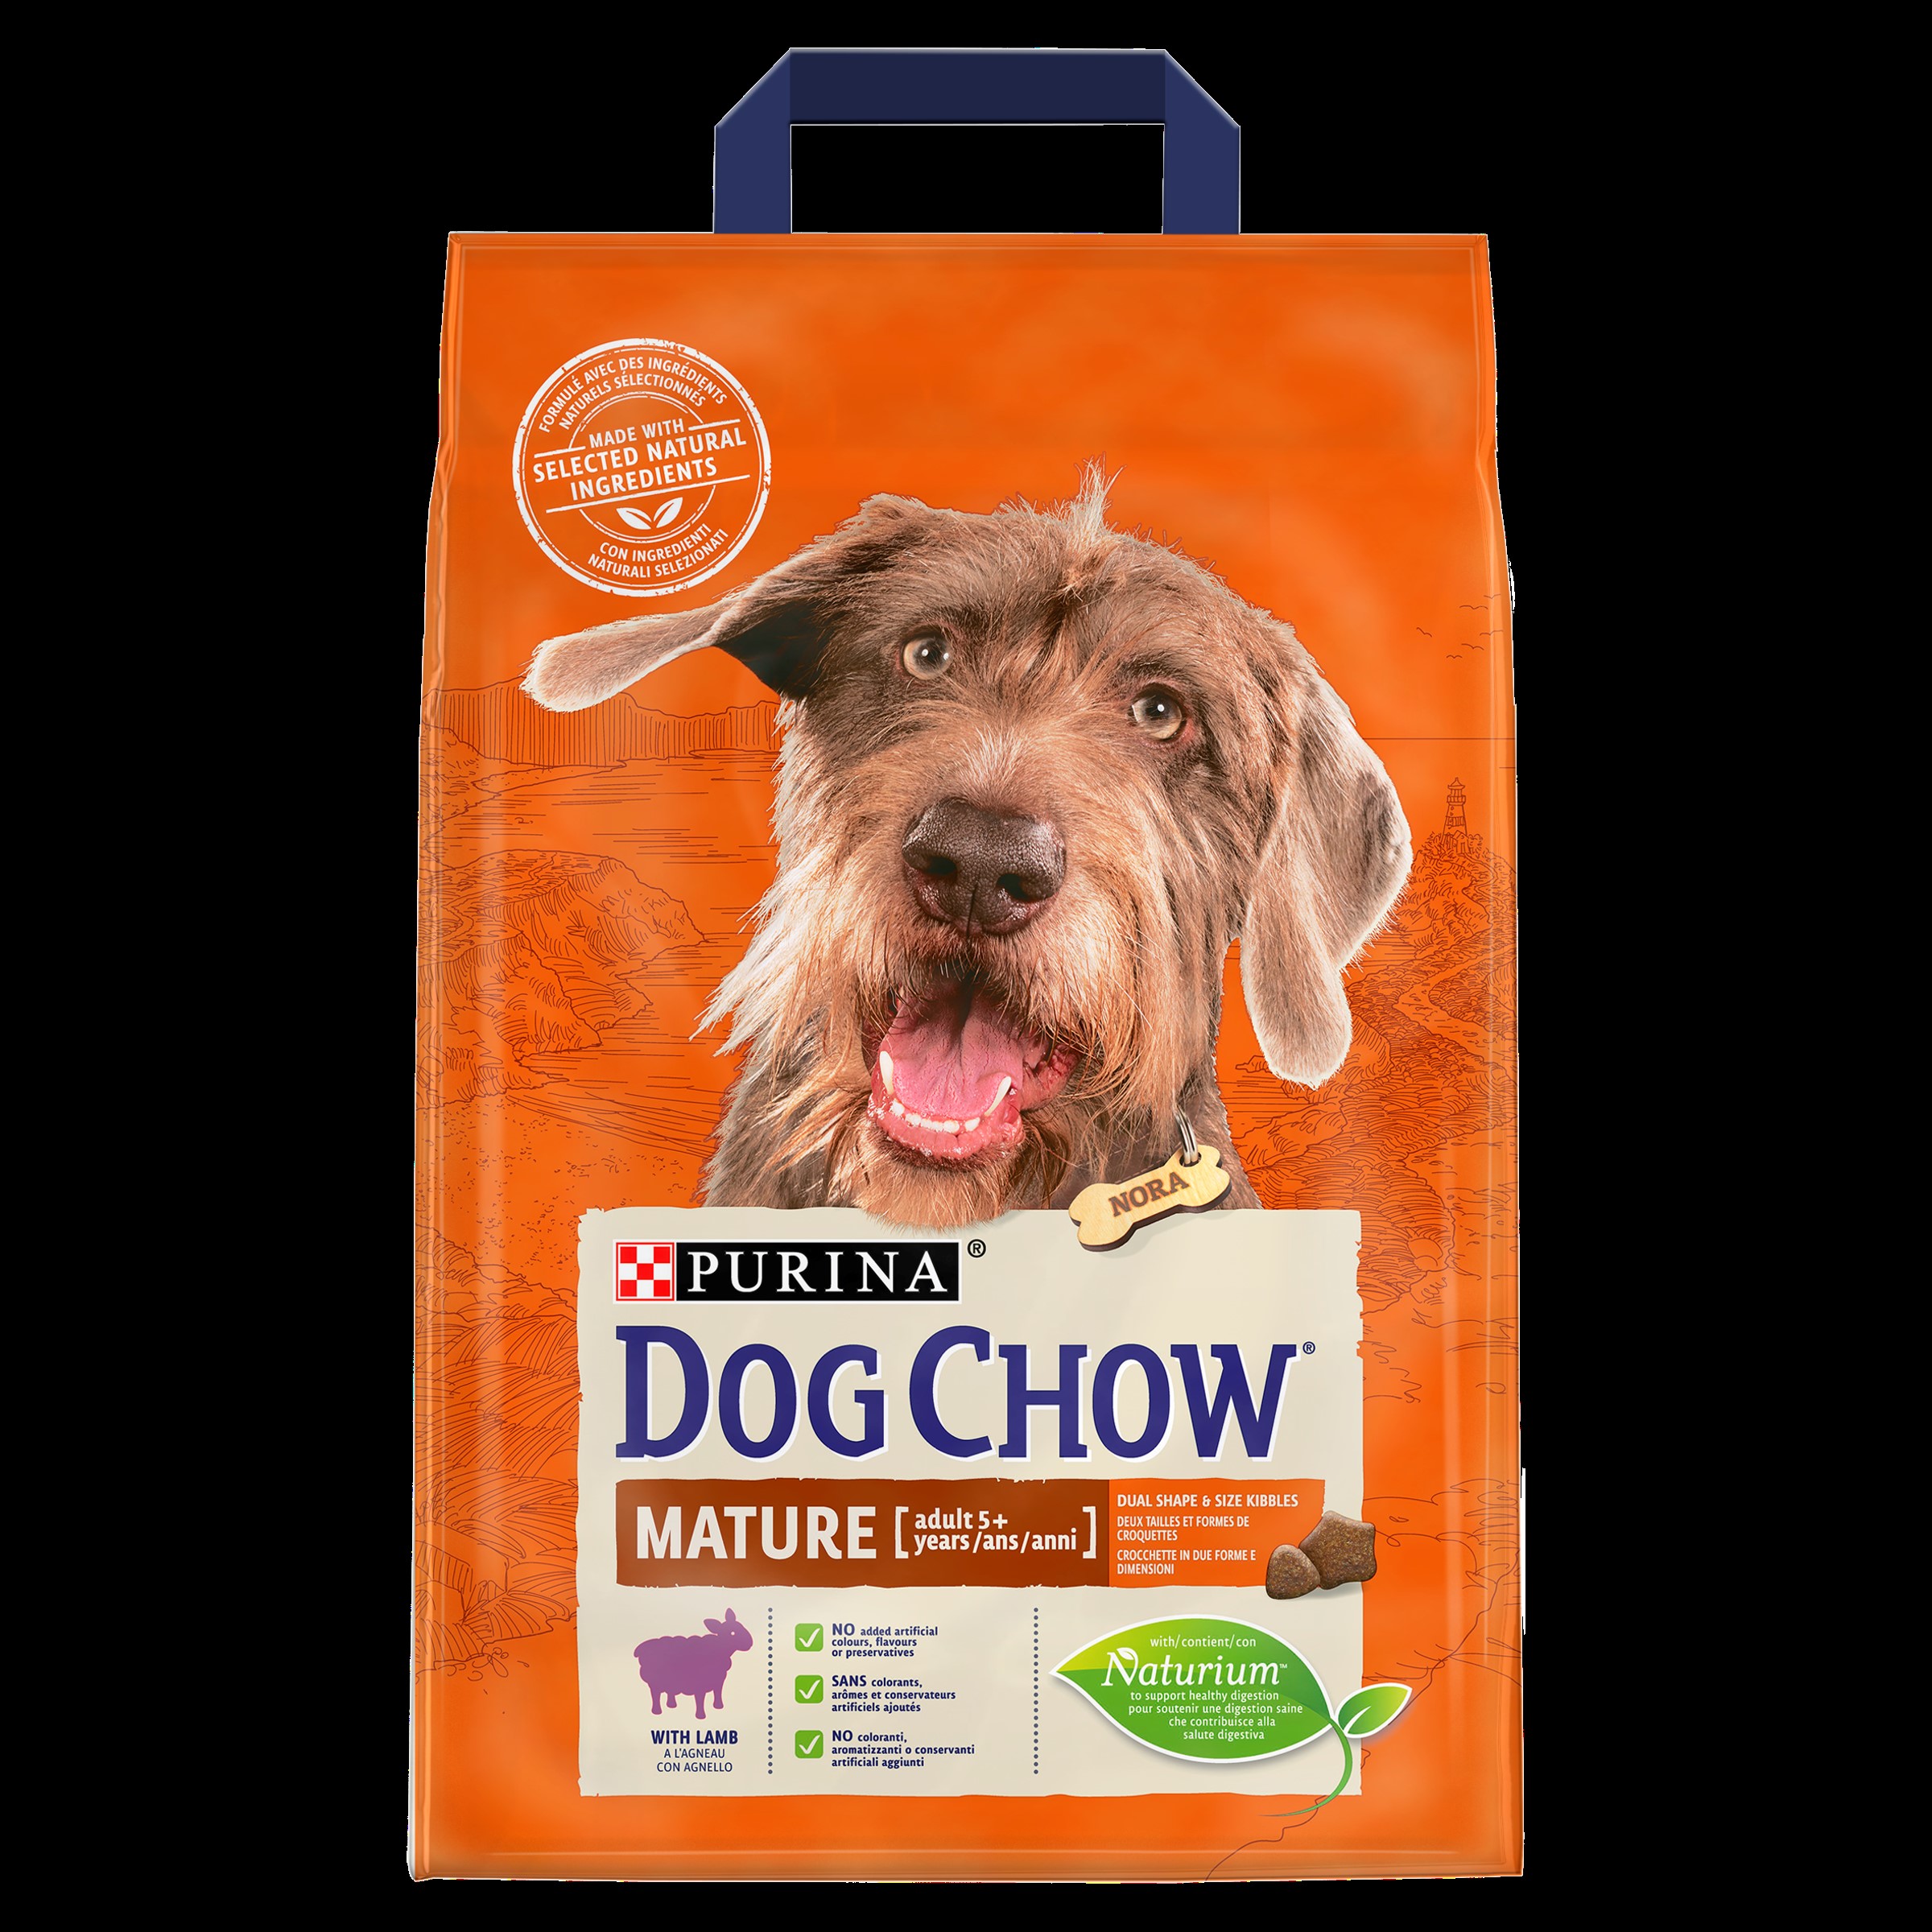 FORMULÉ AVEC DES INGRÉDIENTS
NATURELS SÉLECTIONNÉS
MADE WITH
SELECTED NATURAL
INGREDIENTS
CON INGREDIENTI
NATURALI SELEZIONATI
NORA
PURINA®
DOG CHOW®
MATURE [adult 5+
years/ans/anni]
DUAL SHAPE & SIZE KIBBLES
DEUX TAILLES ET FORMES DE
CROQUETTES
CROCCHETTE IN DUE FORME E
DIMENSIONI
WITH LAMB
A L'AGNEAU
CON AGNELLO
NO added artificial
colours, flavours
or preservatives
SANS colorants,
arômes et conservateurs
artificiels ajoutés
NO coloranti,
aromatizzanti o conservanti
artificiali aggiunti
with/contient/con
Naturium™
to support healthy digestion
pour soutenir une digestion saine
che contribuisce alla
salute digestiva